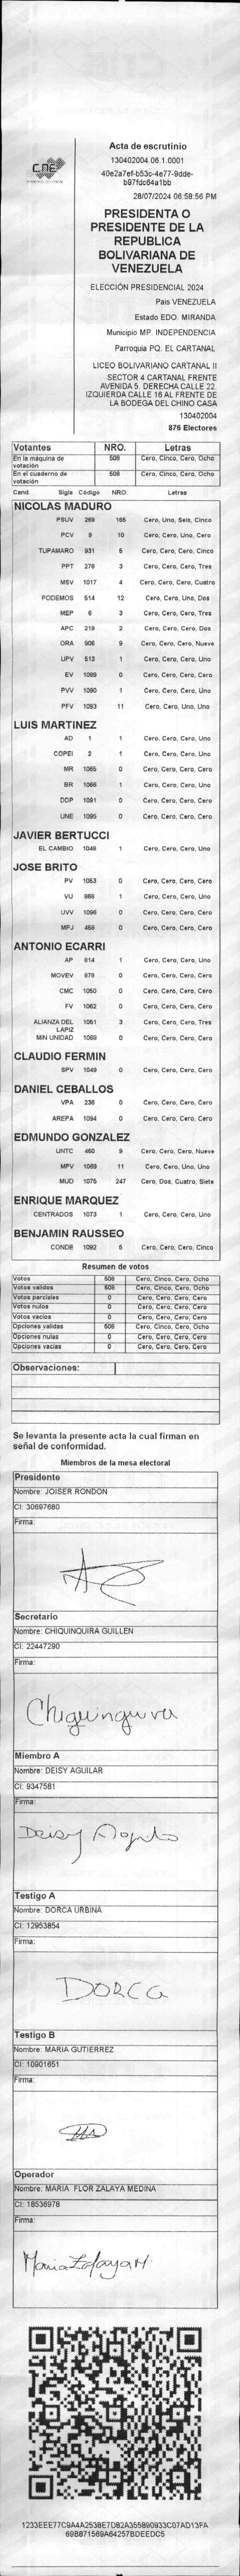 CNE
Acta de escrutinio
130402004.06.1.0001
40e2a7ef-b53c-4e77-9dde-
b97fdc64a1bb
28/07/2024 06:58:56 PM
PRESIDENTA O
PRESIDENTE DE LA
REPUBLICA
BOLIVARIANA DE
VENEZUELA
ELECCIÓN PRESIDENCIAL 2024
Pais VENEZUELA
Estado EDO. MIRANDA
Municipio MP. INDEPENDENCIA
Parroquia PQ. EL CARTANAL
LICEO BOLIVARIANO CARTANAL II
SECTOR 4 CARTANAL FRENTE
AVENIDA 5. DERECHA CALLE 22.
IZQUIERDA CALLE 16 AL FRENTE DE
LA BODEGA DEL CHINO CASA
130402004
876 Electores
Votantes NRO. Letras
En la máquina de votación 508 Cero, Cinco, Cero, Ocho
En el cuaderno de votación 508 Cero, Cinco, Cero, Ocho
Cand. Sigla Código NRO. Letras
NICOLAS MADURO
PSUV 269 165 Cero, Uno, Seis, Cinco
PCV 9 10 Cero, Cero, Uno, Cero
TUPAMARO 931 5 Cero, Cero, Cero, Cinco
PPT 276 3 Cero, Cero, Cero, Tres
MSV 1017 4 Cero, Cero, Cero, Cuatro
PODEMOS 514 12 Cero, Cero, Uno, Dos
MEP 6 3 Cero, Cero, Cero, Tres
APC 219 2 Cero, Cero, Cero, Dos
ORA 906 9 Cero, Cero, Cero, Nueve
UPV 513 1 Cero, Cero, Cero, Uno
EV 1089 0 Cero, Cero, Cero, Cero
PVV 1090 1 Cero, Cero, Cero, Uno
PFV 1093 11 Cero, Cero, Uno, Uno
LUIS MARTINEZ
AD 1 1 Cero, Cero, Cero, Uno
COPEI 2 1 Cero, Cero, Cero, Uno
MR 1065 0 Cero, Cero, Cero, Cero
BR 1066 1 Cero, Cero, Cero, Uno
DDP 1091 0 Cero, Cero, Cero, Cero
UNE 1095 0 Cero, Cero, Cero, Cero
JAVIER BERTUCCI
EL CAMBIO 1048 1 Cero, Cero, Cero, Uno
JOSE BRITO
PV 1053 0 Cero, Cero, Cero, Cero
VU 868 1 Cero, Cero, Cero, Uno
UVV 1096 0 Cero, Cero, Cero, Cero
MPJ 458 0 Cero, Cero, Cero, Cero
ANTONIO ECARRI
AP 814 1 Cero, Cero, Cero, Uno
MOVEV 878 0 Cero, Cero, Cero, Cero
CMC 1050 0 Cero, Cero, Cero, Cero
FV 1062 0 Cero, Cero, Cero, Cero
ALIANZA DEL LAPIZ 1051 3 Cero, Cero, Cero, Tres
MIN UNIDAD 1068 0 Cero, Cero, Cero, Cero
CLAUDIO FERMIN
SPV 1049 0 Cero, Cero, Cero, Cero
DANIEL CEBALLOS
VPA 236 0 Cero, Cero, Cero, Cero
AREPA 1094 0 Cero, Cero, Cero, Cero
EDMUNDO GONZALEZ
UNTC 460 9 Cero, Cero, Cero, Nueve
MPV 1069 11 Cero, Cero, Uno, Uno
MUD 1075 247 Cero, Dos, Cuatro, Siete
ENRIQUE MARQUEZ
CENTRADOS 1073 1 Cero, Cero, Cero, Uno
BENJAMIN RAUSSEO
CONDE 1092 5 Cero, Cero, Cero, Cinco
Resumen de votos
Votos 508 Cero, Cinco, Cero, Ocho
Votos validos 508 Cero, Cinco, Cero, Ocho
Votos parciales 0 Cero, Cero, Cero, Cero
Votos nulos 0 Cero, Cero, Cero, Cero
Votos vacios 0 Cero, Cero, Cero, Cero
Opciones validas 508 Cero, Cinco, Cero, Ocho
Opciones nulas 0 Cero, Cero, Cero, Cero
Opciones vacias 0 Cero, Cero, Cero, Cero
Observaciones:
Se levanta la presente acta la cual firman en
señal de conformidad.
Miembros de la mesa electoral
Presidente
Nombre: JOISER RONDON
CI: 30697680
Firma:
Secretario
Nombre: CHIQUINQUIRA GUILLEN
CI: 22447290
Firma:
Chiquinquira
Miembro A
Nombre: DEISY AGUILAR
CI: 9347581
Firma:
Deisy
Testigo A
Nombre: DORCA URBINA
CI: 12953854
Firma:
DORCA
Testigo B
Nombre: MARIA GUTIERREZ
CI: 10901651
Firma:
Operador
Nombre: MARIA FLOR ZALAYA MEDINA
CI: 18536978
Firma:
Maria Zalaya M.
1233EEE77C9A4A2538E7D82A355890933C07AD13FA
69B871569A64257BDEEDC5